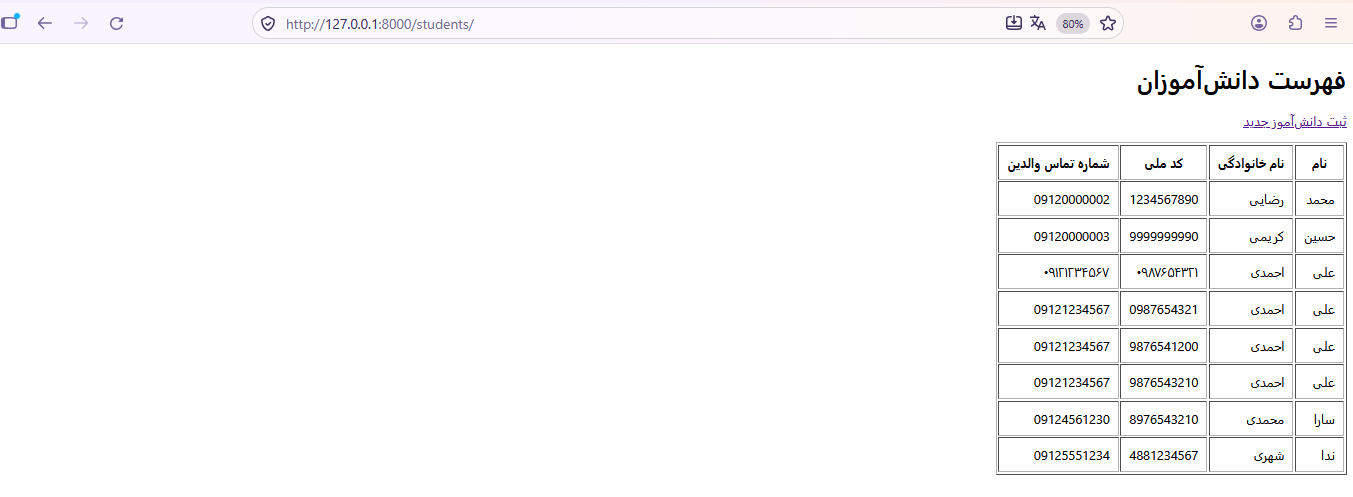 http://127.0.0.1:8000/students/ 80%
فهرست دانش‌آموزان
ثبت دانش‌آموز جدید
نام نام خانوادگی کد ملی شماره تماس والدین
محمد رضایی 1234567890 09120000002
حسین کریمی 9999999990 09120000003
علی احمدی ۰۹۸۷۶۵۴۳۲۱ ۰۹۱۲۱۲۳۴۵۶۷
علی احمدی 0987654321 09121234567
علی احمدی 9876541200 09121234567
علی احمدی 9876543210 09121234567
سارا محمدی 8976543210 09124561230
ندا شهری 4881234567 09125551234